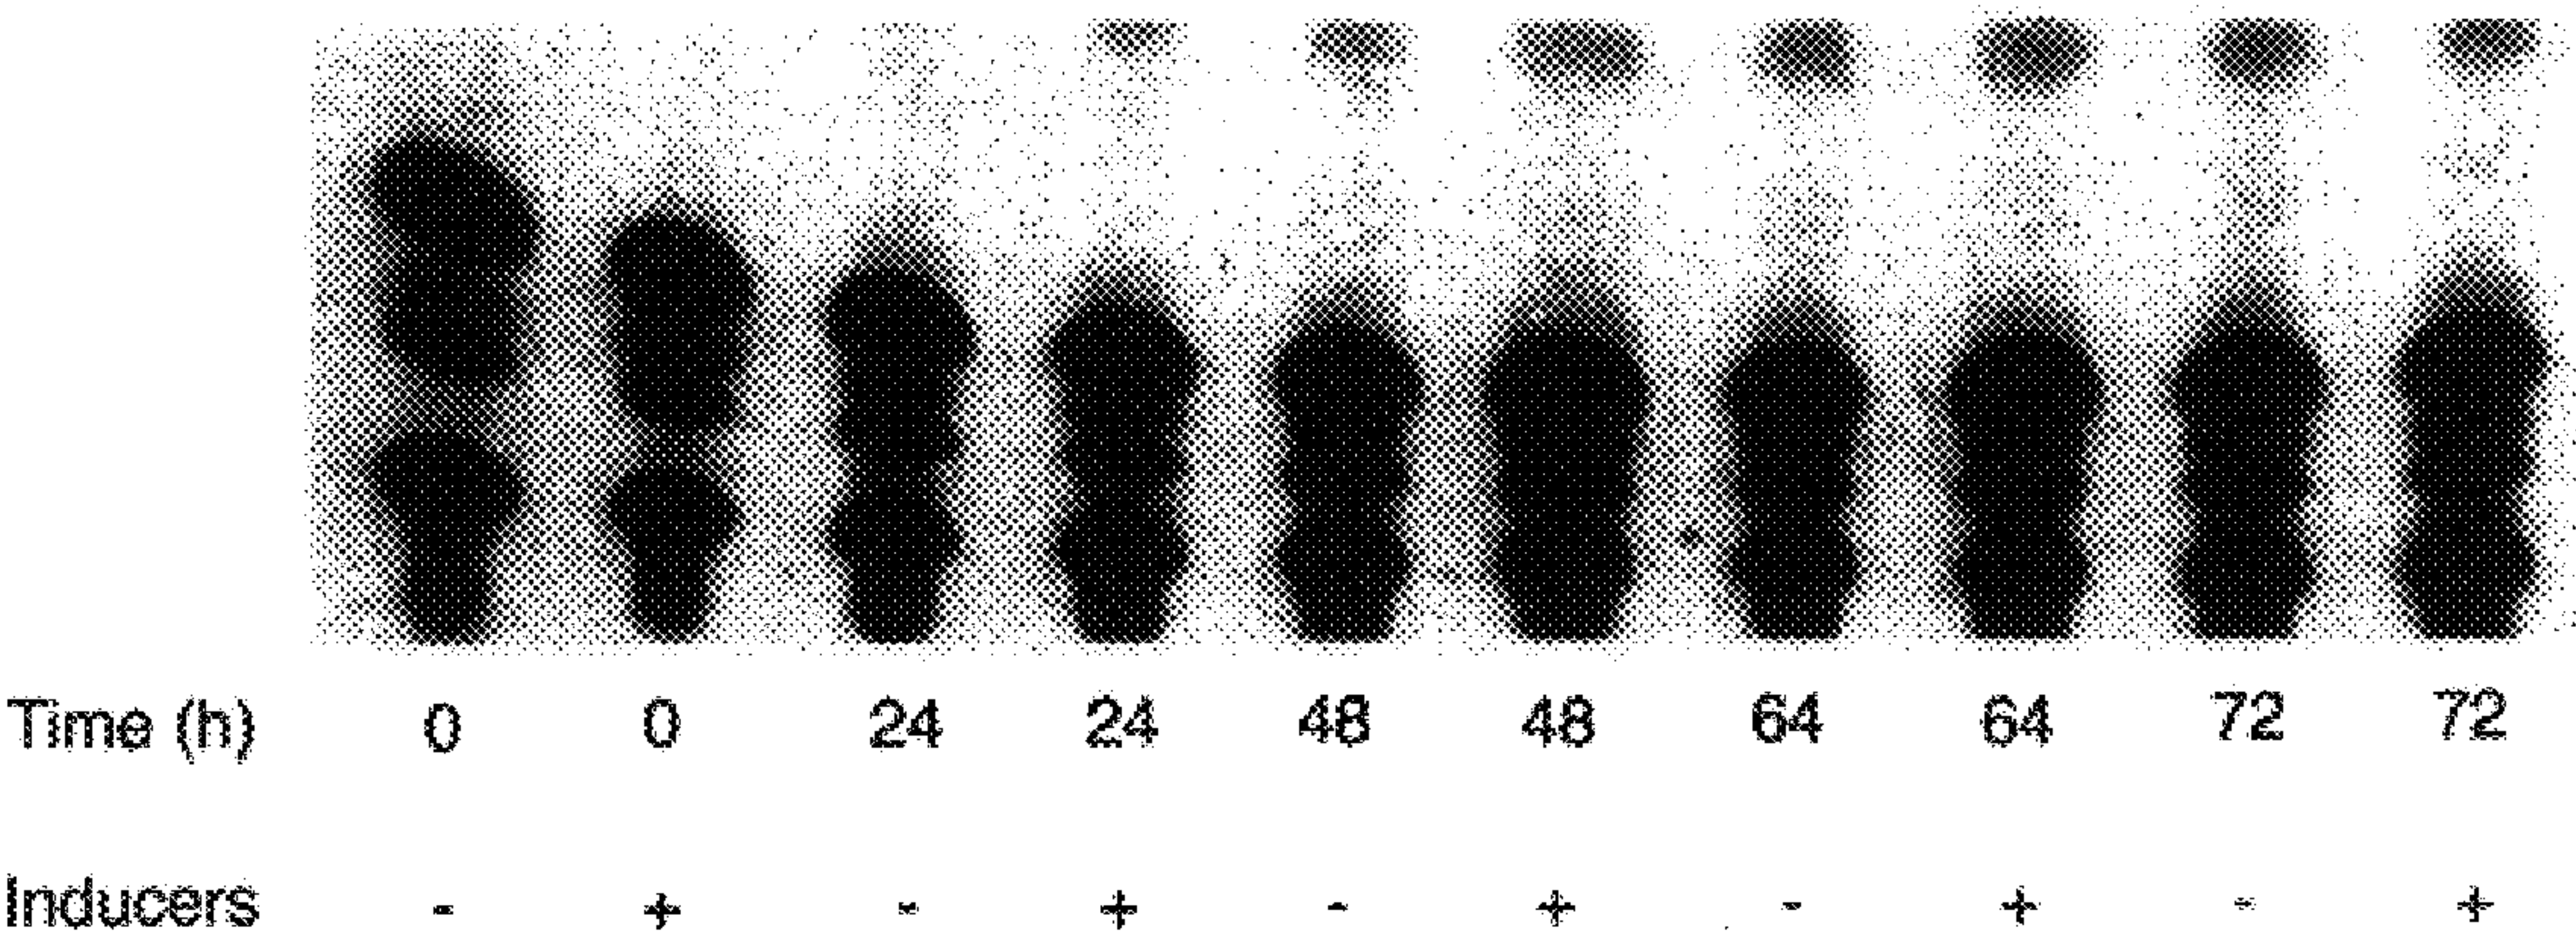 Time (h) 0 0 24 24 48 48 64 64 72 72
Inducers - + - + - + - + - +